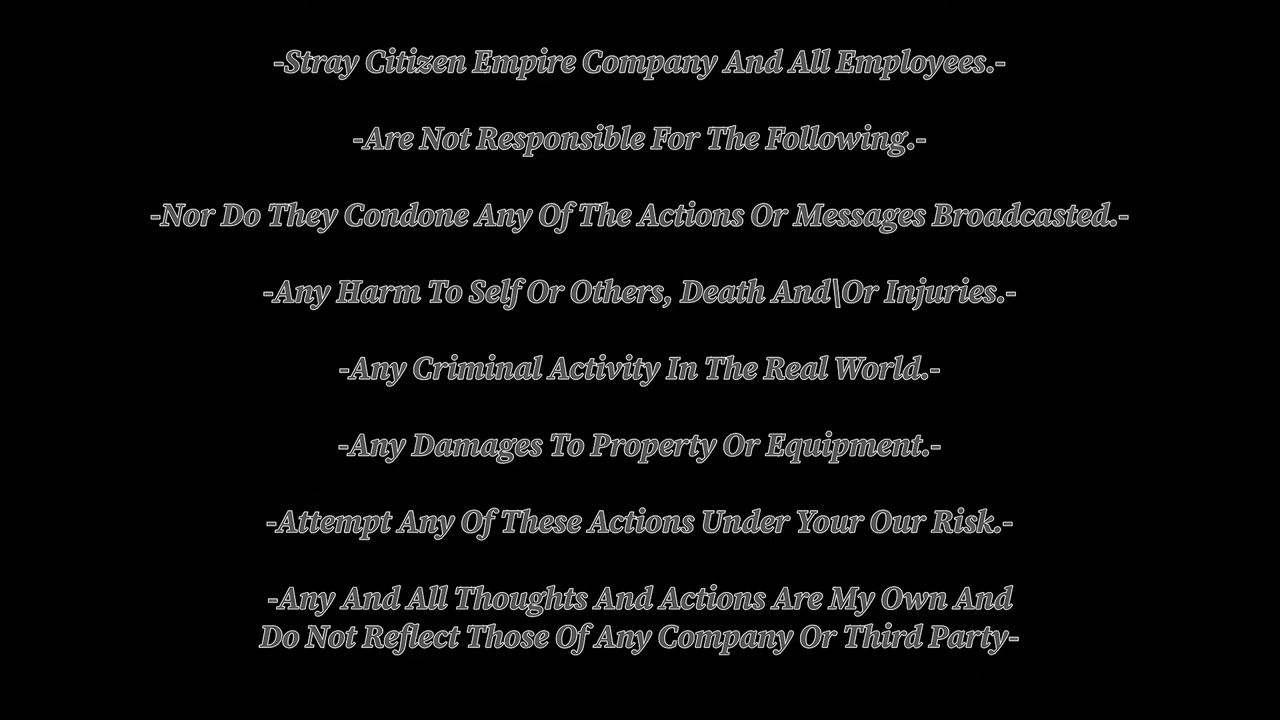 -Stray Citizen Empire Company And All Employees.-
-Are Not Responsible For The Following.-
-Nor Do They Condone Any Of The Actions Or Messages Broadcasted.-
-Any Harm To Self Or Others, Death And\Or Injuries.-
-Any Criminal Activity In The Real World.-
-Any Damages To Property Or Equipment.-
-Attempt Any Of These Actions Under Your Our Risk.-
-Any And All Thoughts And Actions Are My Own And
Do Not Reflect Those Of Any Company Or Third Party-